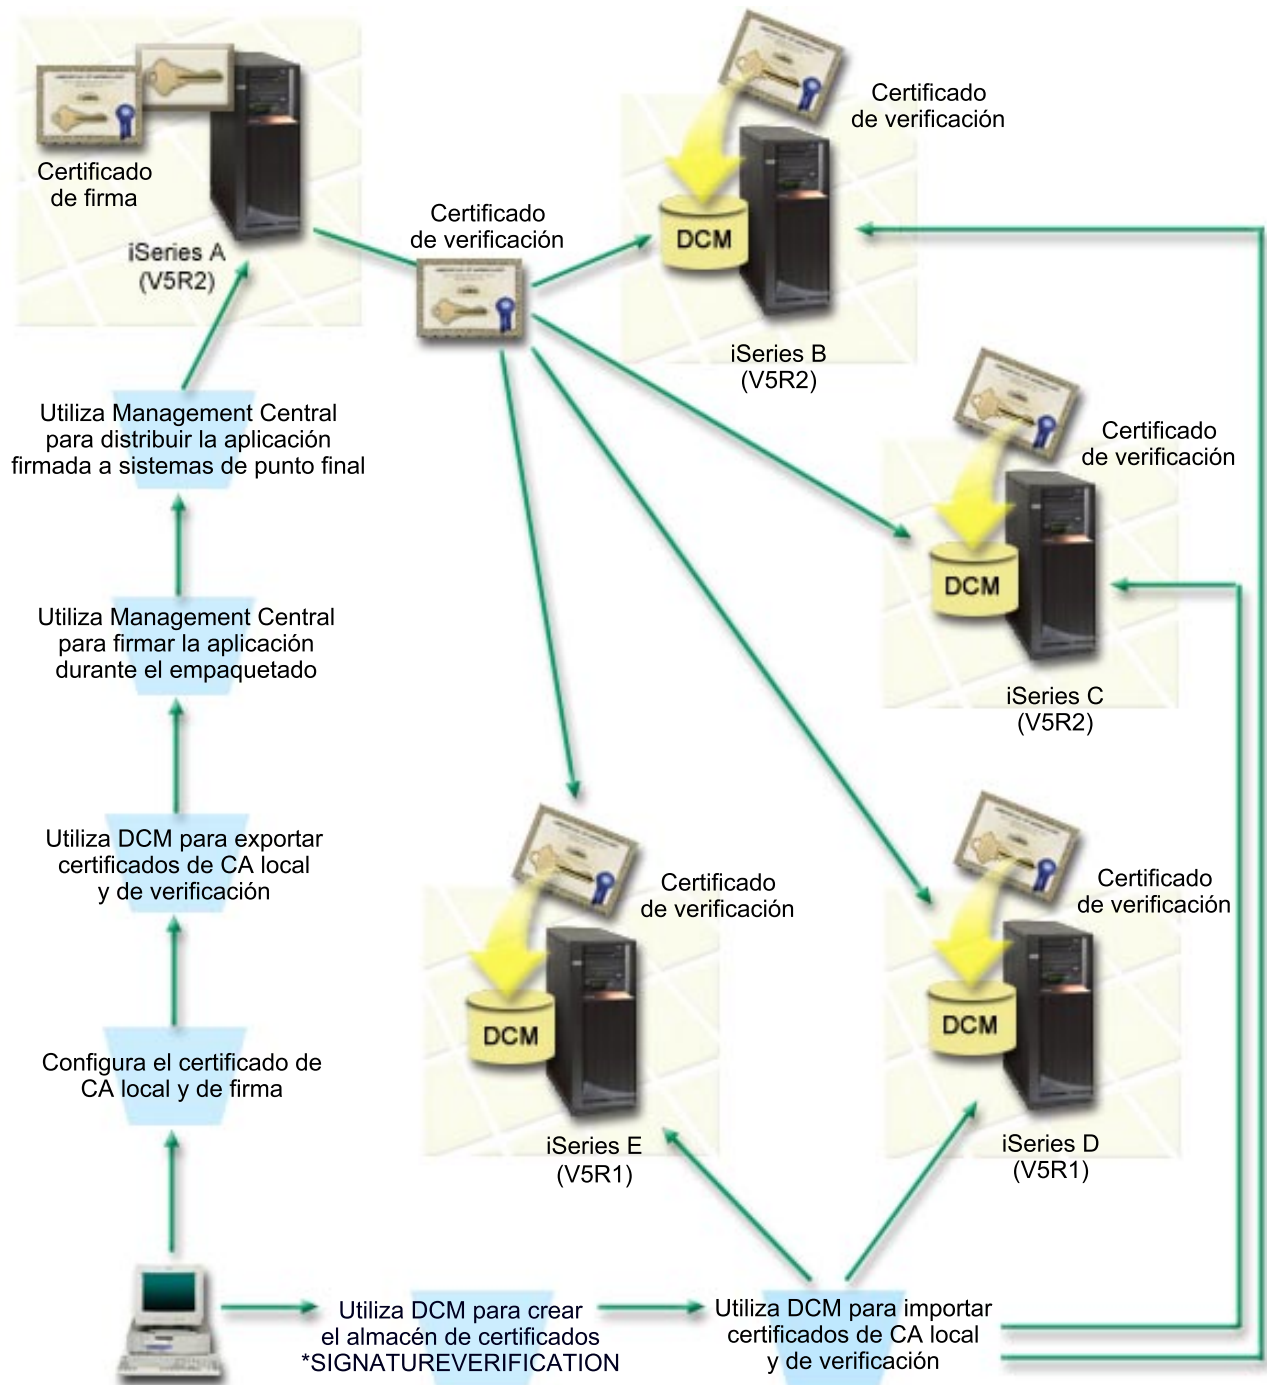 Certificado
de firma
iSeries A
(V5R2)
Certificado
de verificación
Certificado
de verificación
DCM
iSeries B
(V5R2)
Certificado
de verificación
DCM
iSeries C
(V5R2)
Utiliza Management Central
para distribuir la aplicación
firmada a sistemas de punto final
Utiliza Management Central
para firmar la aplicación
durante el empaquetado
Utiliza DCM para exportar
certificados de CA local
y de verificación
Configura el certificado de
CA local y de firma
Certificado
de verificación
DCM
iSeries E
(V5R1)
Certificado
de verificación
DCM
iSeries D
(V5R1)
Utiliza DCM para crear
el almacén de certificados
*SIGNATUREVERIFICATION
Utiliza DCM para importar
certificados de CA local
y de verificación